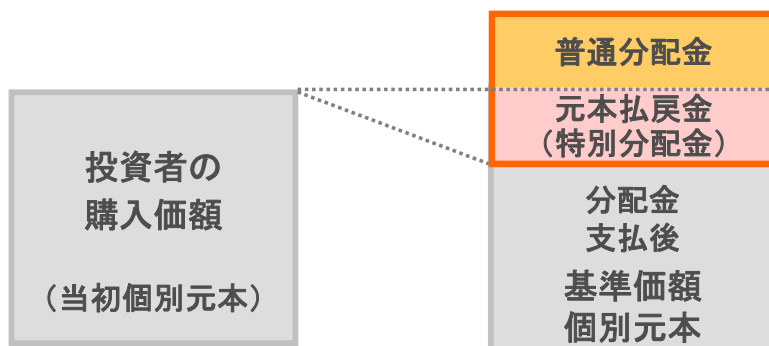 投資者の
購入価額
（当初個別元本）
普通分配金
元本払戻金
（特別分配金）
分配金
支払後
基準価額
個別元本